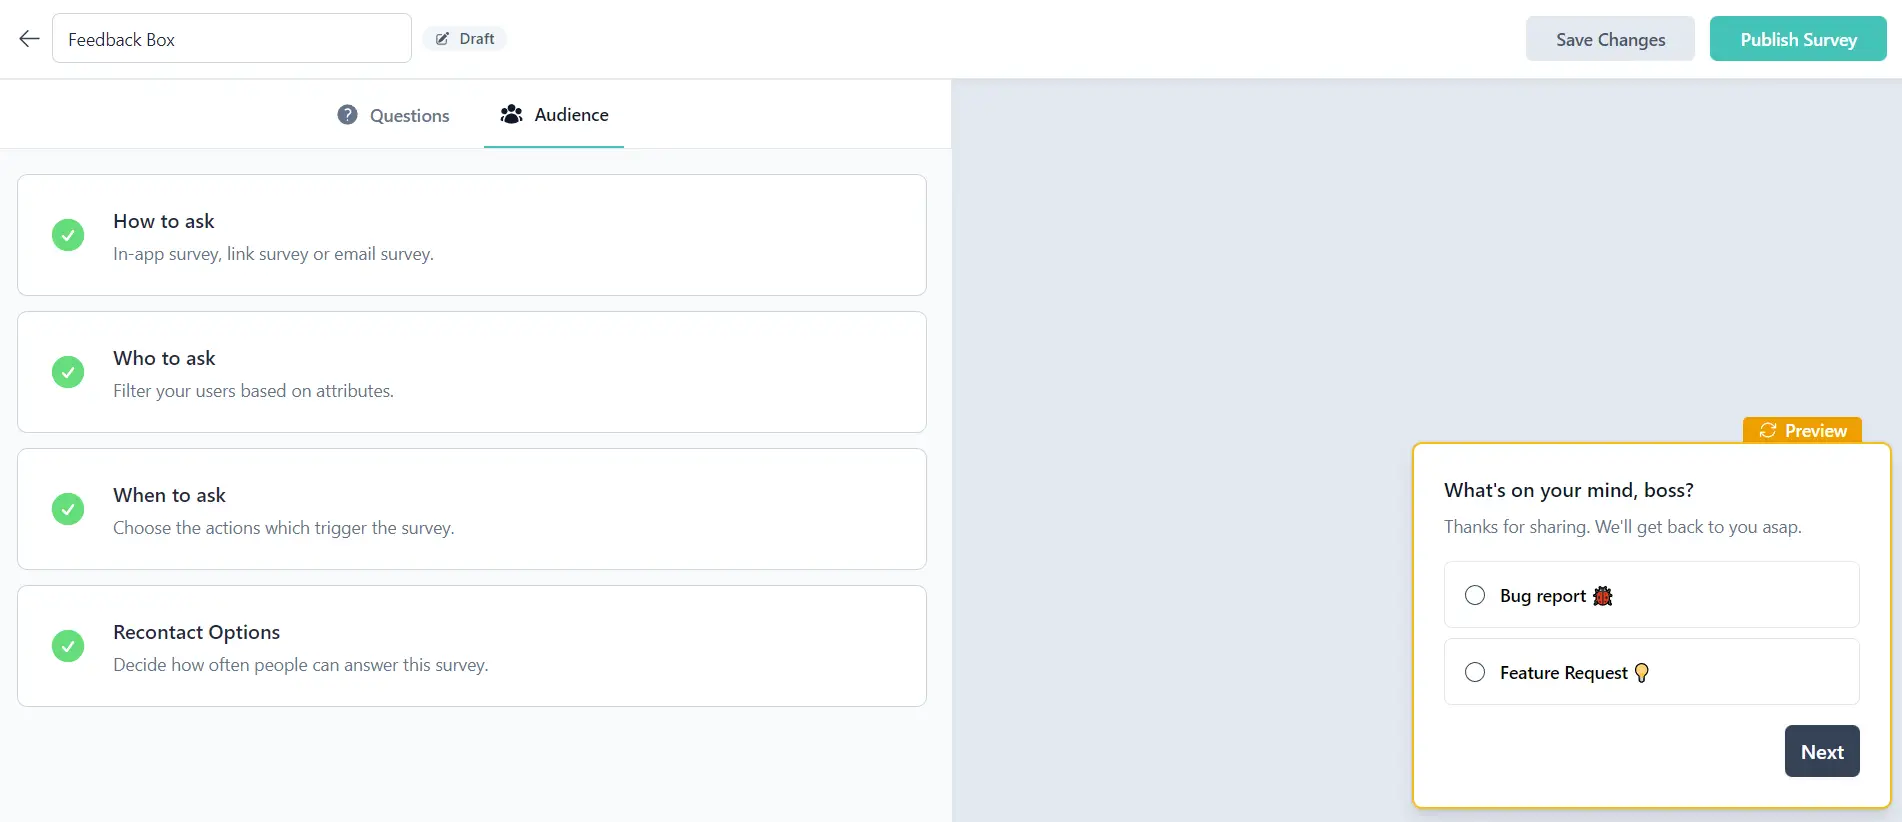 Feedback Box
Draft
Save Changes
Publish Survey
? Questions
Audience
How to ask
In-app survey, link survey or email survey.
Who to ask
Filter your users based on attributes.
When to ask
Choose the actions which trigger the survey.
Recontact Options
Decide how often people can answer this survey.
Preview
What's on your mind, boss?
Thanks for sharing. We'll get back to you asap.
Bug report 🐞
Feature Request 💡
Next